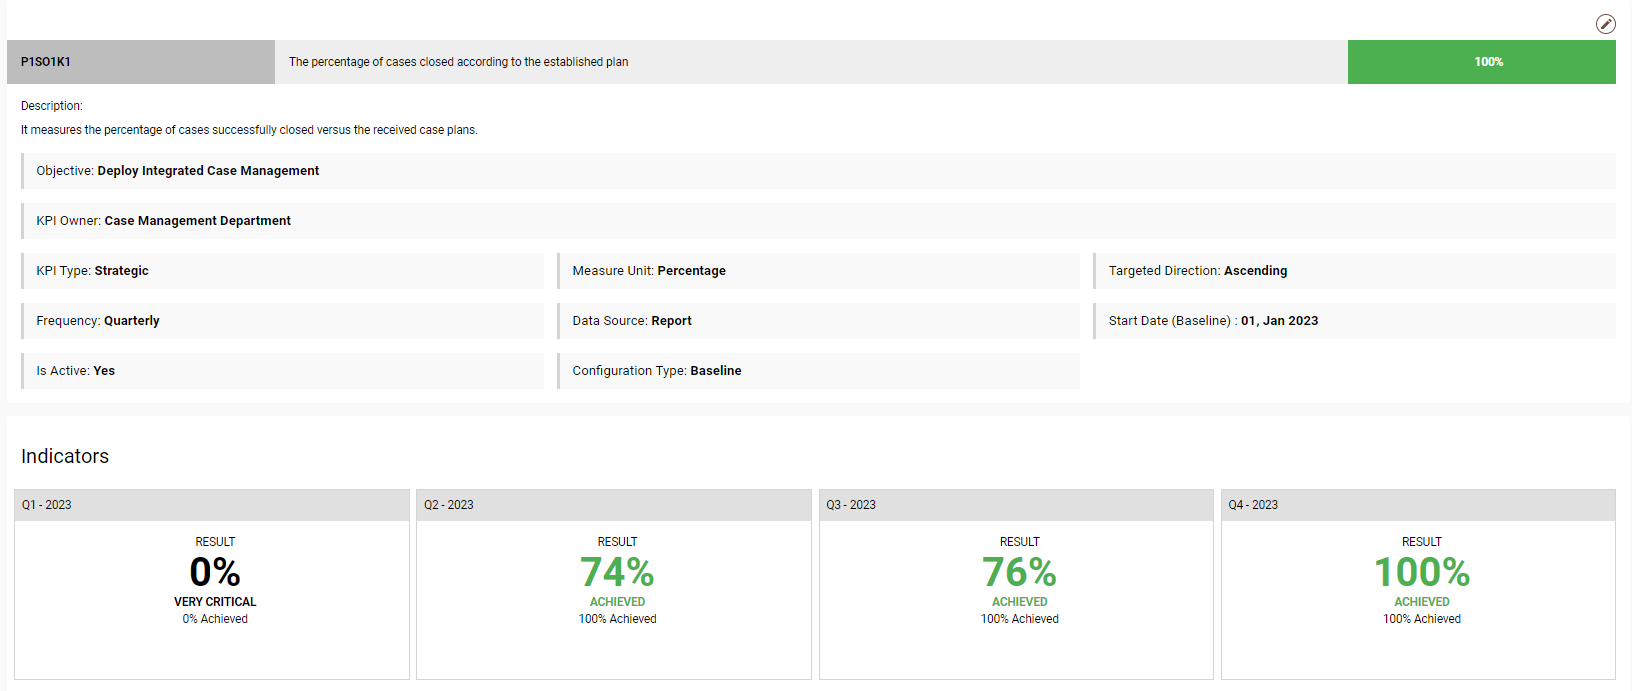 P1SO1K1
The percentage of cases closed according to the established plan
100%
Description:
It measures the percentage of cases successfully closed versus the received case plans.
Objective: Deploy Integrated Case Management
KPI Owner: Case Management Department
KPI Type: Strategic
Measure Unit: Percentage
Targeted Direction: Ascending
Frequency: Quarterly
Data Source: Report
Start Date (Baseline) : 01, Jan 2023
Is Active: Yes
Configuration Type: Baseline
Indicators
Q1 - 2023
RESULT
0%
VERY CRITICAL
0% Achieved
Q2 - 2023
RESULT
74%
ACHIEVED
100% Achieved
Q3 - 2023
RESULT
76%
ACHIEVED
100% Achieved
Q4 - 2023
RESULT
100%
ACHIEVED
100% Achieved